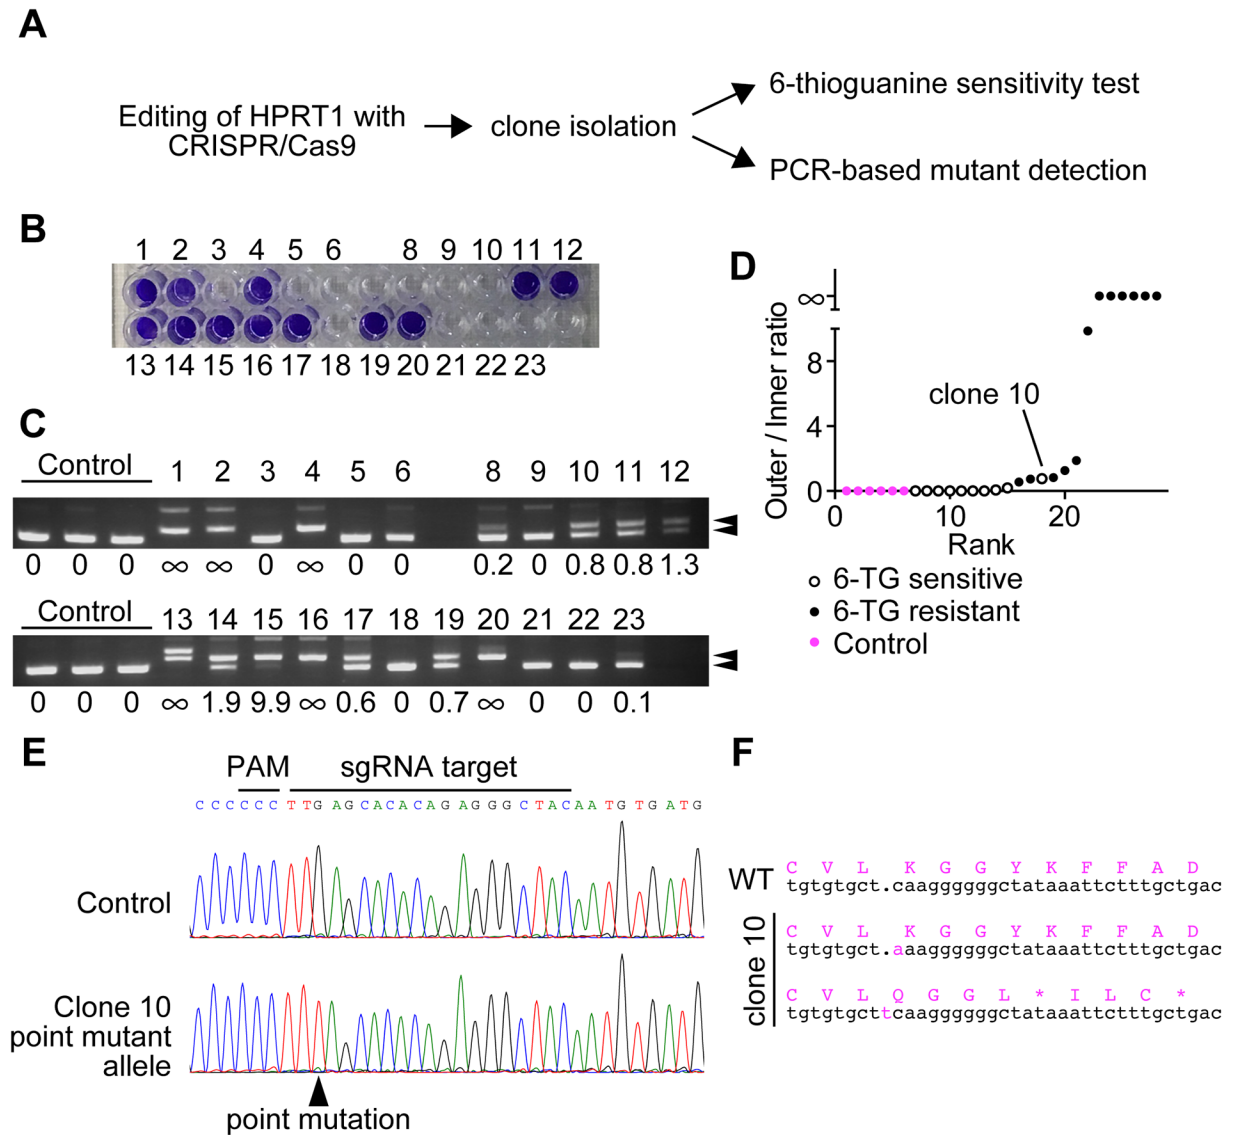 A
Editing of HPRT1 with
CRISPR/Cas9
clone isolation
6-thioguanine sensitivity test
PCR-based mutant detection
B
1 2 3 4 5 6 8 9 10 11 12
13 14 15 16 17 18 19 20 21 22 23
C
Control 1 2 3 4 5 6 8 9 10 11 12
0 0 0 ∞ ∞ 0 ∞ 0 0 0.2 0 0.8 0.8 1.3
Control 13 14 15 16 17 18 19 20 21 22 23
0 0 0 ∞ 1.9 9.9 ∞ 0.6 0 0.7 ∞ 0 0 0.1
D
Outer / Inner ratio
∞
8
4
0
clone 10
0 10 20
Rank
6-TG sensitive
6-TG resistant
Control
E
PAM sgRNA target
C C C C C C T T G A G C A C A C A G A G G G C T A C A A T G T G A T G
Control
Clone 10
point mutant
allele
point mutation
F
WT
C V L K G G Y K F F A D
tgtgtgct.caaggggggctataaattctttgctgac
clone 10
C V L K G G Y K F F A D
tgtgtgct.aaaggggggctataaattctttgctgac
C V L Q G G L * I L C *
tgtgtgcttcaaggggggctataaattctttgctgac